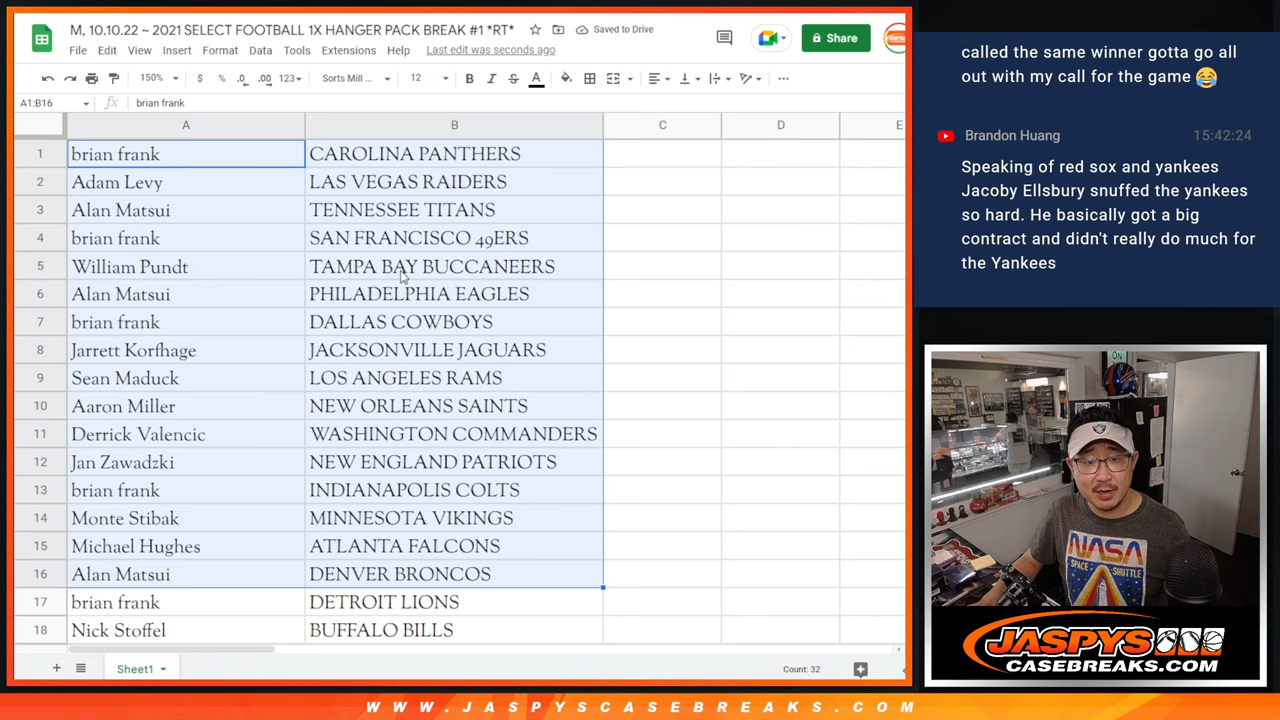 M, 10.10.22 ~ 2021 SELECT FOOTBALL 1X HANGER PACK BREAK #1 *RT*
Saved to Drive
File Edit View Insert Format Data Tools Extensions Help Last edit was seconds ago
Share
150% $ % .0 .00 123 Sorts Mill ... 12 B I S A
A1:B16 fx brian frank
A B C D E
1 brian frank CAROLINA PANTHERS
2 Adam Levy LAS VEGAS RAIDERS
3 Alan Matsui TENNESSEE TITANS
4 brian frank SAN FRANCISCO 49ERS
5 William Pundt TAMPA BAY BUCCANEERS
6 Alan Matsui PHILADELPHIA EAGLES
7 brian frank DALLAS COWBOYS
8 Jarrett Korfhage JACKSONVILLE JAGUARS
9 Sean Maduck LOS ANGELES RAMS
10 Aaron Miller NEW ORLEANS SAINTS
11 Derrick Valencic WASHINGTON COMMANDERS
12 Jan Zawadzki NEW ENGLAND PATRIOTS
13 brian frank INDIANAPOLIS COLTS
14 Monte Stibak MINNESOTA VIKINGS
15 Michael Hughes ATLANTA FALCONS
16 Alan Matsui DENVER BRONCOS
17 brian frank DETROIT LIONS
18 Nick Stoffel BUFFALO BILLS
Sheet1
Count: 32
called the same winner gotta go all
out with my call for the game 😂
Brandon Huang 15:42:24
Speaking of red sox and yankees
Jacoby Ellsbury snuffed the yankees
so hard. He basically got a big
contract and didn't really do much for
the Yankees
ON
NASA
SPACE SHUTTLE
JASPYS
CASEBREAKS.COM
WWW.JASPYSCASEBREAKS.COM